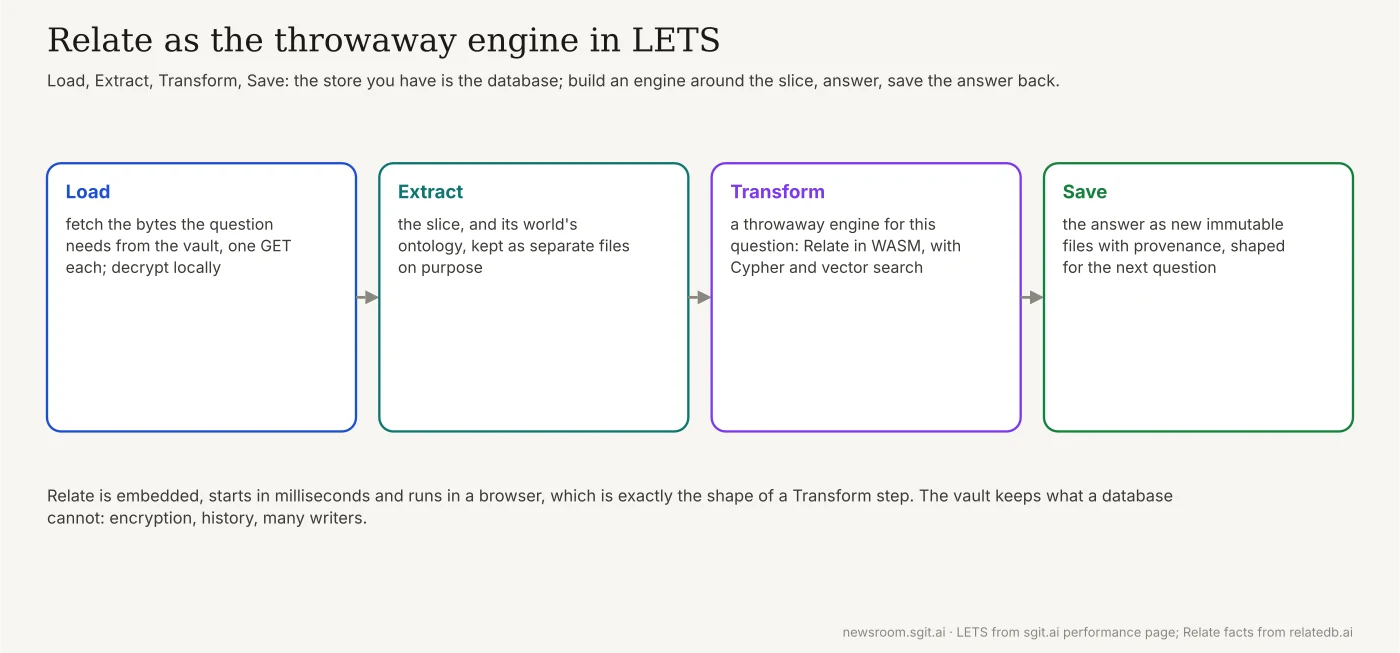 Relate as the throwaway engine in LETS
Load, Extract, Transform, Save: the store you have is the database; build an engine around the slice, answer, save the answer back.
Load
fetch the bytes the question
needs from the vault, one GET
each; decrypt locally
Extract
the slice, and its world's
ontology, kept as separate files
on purpose
Transform
a throwaway engine for this
question: Relate in WASM, with
Cypher and vector search
Save
the answer as new immutable
files with provenance, shaped
for the next question
Relate is embedded, starts in milliseconds and runs in a browser, which is exactly the shape of a Transform step. The vault keeps what a database
cannot: encryption, history, many writers.
newsroom.sgit.ai · LETS from sgit.ai performance page; Relate facts from relatedb.ai